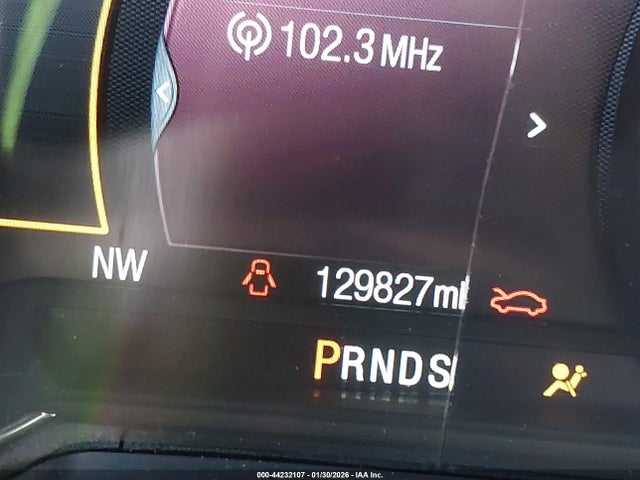 102.3 MHz
NW
129827mi
PRNDS
000-44232107 - 01/30/2026 - IAA Inc.